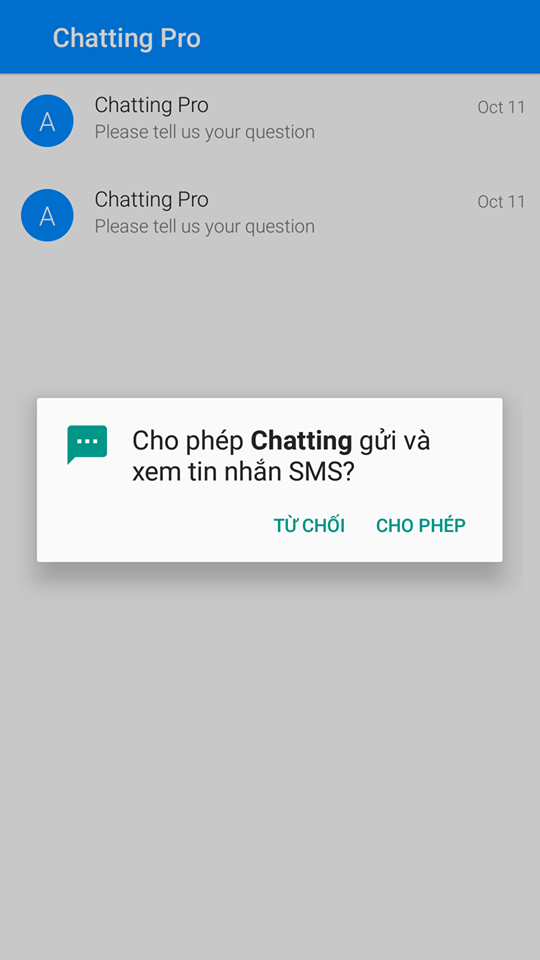 Chatting Pro
A
Chatting Pro
Oct 11
Please tell us your question
A
Chatting Pro
Oct 11
Please tell us your question
Cho phép Chatting gửi và
xem tin nhắn SMS?
TỪ CHỐI
CHO PHÉP